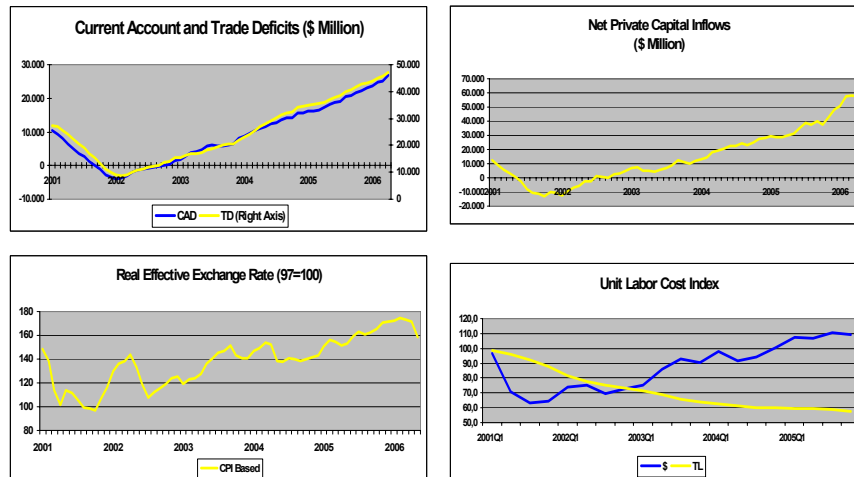 Current Account and Trade Deficits ($ Million)
30.000
20.000
10.000
0
-10.000
50.000
40.000
30.000
20.000
10.000
0
2001 2002 2003 2004 2005 2006
CAD TD (Right Axis)
Net Private Capital Inflows
($ Million)
70.000
60.000
50.000
40.000
30.000
20.000
10.000
0
-10.000
-20.000
2001 2002 2003 2004 2005 2006
Real Effective Exchange Rate (97=100)
180
160
140
120
100
80
2001 2002 2003 2004 2005 2006
CPI Based
Unit Labor Cost Index
120,0
110,0
100,0
90,0
80,0
70,0
60,0
50,0
2001Q1 2002Q1 2003Q1 2004Q1 2005Q1
$ TL